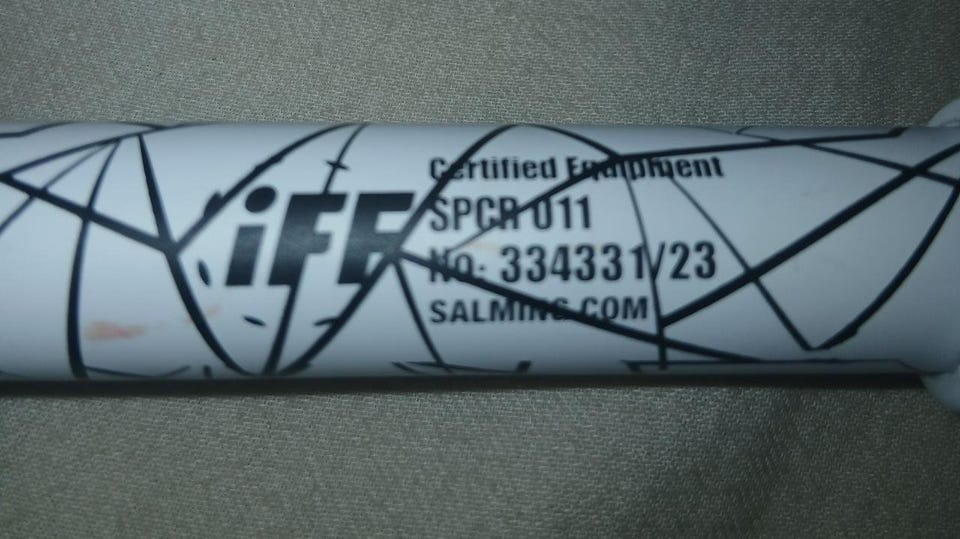 iFF
Certified Equipment
SPCR 011
No. 334331/23
SALMING.COM